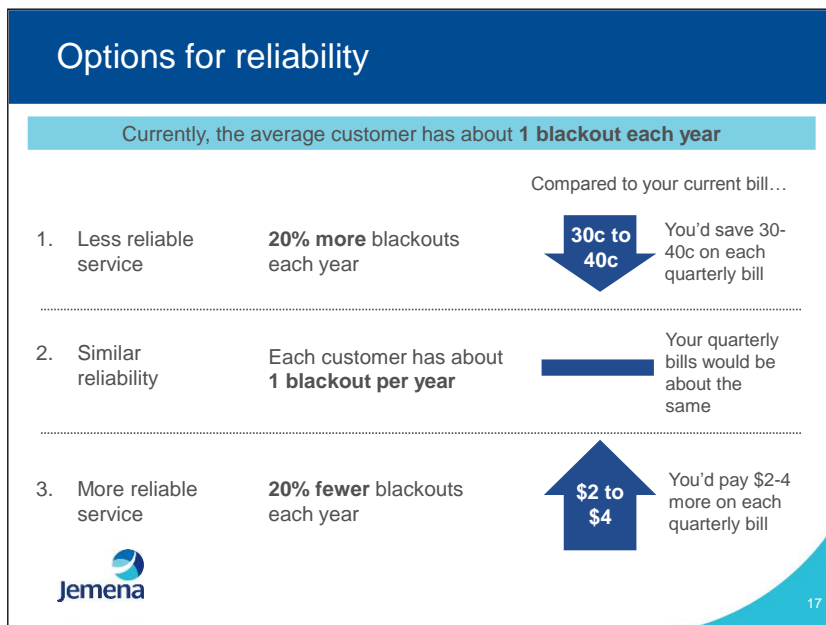 Options for reliability
Currently, the average customer has about 1 blackout each year
Compared to your current bill…
1. Less reliable
service
20% more blackouts
each year
30c to
40c
You'd save 30-
40c on each
quarterly bill
2. Similar
reliability
Each customer has about
1 blackout per year
Your quarterly
bills would be
about the
same
3. More reliable
service
20% fewer blackouts
each year
$2 to
$4
You'd pay $2-4
more on each
quarterly bill
Jemena
17